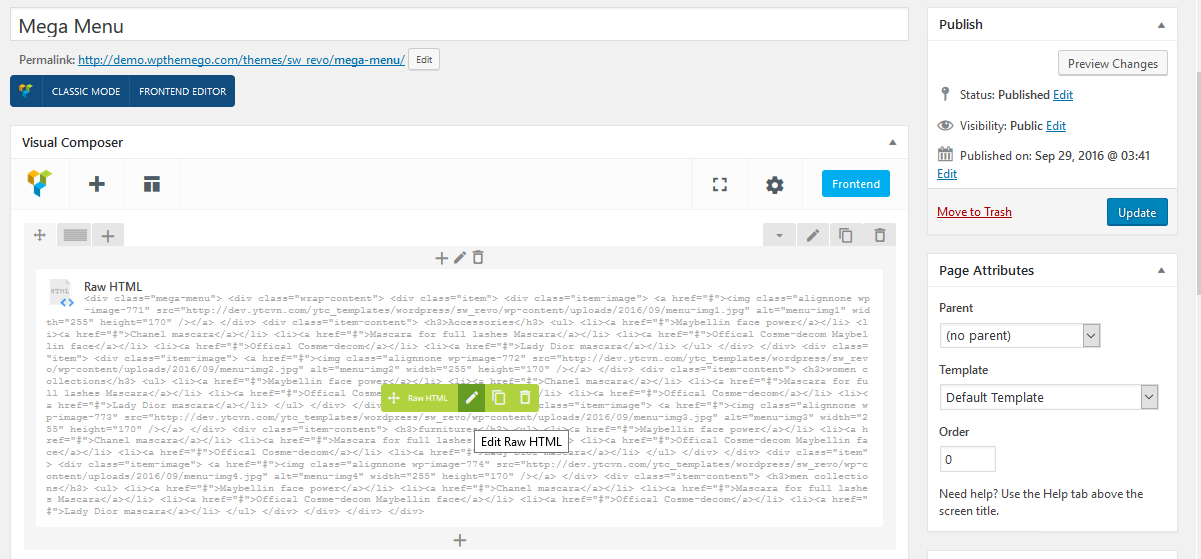 Mega Menu
Permalink: http://demo.wpthemego.com/themes/sw_revo/mega-menu/ Edit
CLASSIC MODE FRONTEND EDITOR
Visual Composer
Frontend
HTML
Raw HTML
<div class="mega-menu"> <div class="wrap-content"> <div class="item"> <div class="item-image"> <a href="#"><img class="alignnone wp
-image-771" src="http://dev.ytcvn.com/ytc_templates/wordpress/sw_revo/wp-content/uploads/2016/09/menu-img1.jpg" alt="menu-img1" wid
th="255" height="170" /></a> </div> <div class="item-content"> <h3>Accessories</h3> <ul> <li><a href="#">Maybellin face power</a></li> <l
i><a href="#">Chanel mascara</a></li> <li><a href="#">Mascara for full lashes Mascara</a></li> <li><a href="#">Offical Cosme-decom Maybel
lin face</a></li> <li><a href="#">Offical Cosme-decom</a></li> <li><a href="#">Lady Dior mascara</a></li> </ul> </div> </div> <div class=
"item"> <div class="item-image"> <a href="#"><img class="alignnone wp-image-772" src="http://dev.ytcvn.com/ytc_templates/wordpress/sw_rev
o/wp-content/uploads/2016/09/menu-img2.jpg" alt="menu-img2" width="255" height="170" /></a> </div> <div class="item-content"> <h3>women c
ollections</h3> <ul> <li><a href="#">Maybellin face power</a></li> <li><a href="#">Chanel mascara</a></li> <li><a href="#">Mascara for fu
ll lashes Mascara</a></li> <li><a href="#">Offical Cosme- face</a></li> <li><a href="#">Offical Cosme-decom</a></li> <li><
a href="#">Lady Dior mascara</a></li> </ul> </div> </di class="item-image"> <a href="#"><img class="alignnone wp-image
-773" src="http://dev.ytcvn.com/ytc_templates/wordpress/sw_revo/wp-content/uploads/2016/09/menu-img3.jpg" alt="menu-img3" width="2
55" height="170" /></a> </div> <div class="item-content"> <h3>furniture</h3> <ul> <li><a href="#">Maybellin face power</a></li> <li><a hre
f="#">Chanel mascara</a></li> <li><a href="#">Mascara for full lashes </a></li> <li><a href="#">Offical Cosme-decom Maybellin fa
ce</a></li> <li><a href="#">Offical Cosme-decom</a></li> <li><a href="#">Lady Dior mascara</a></li> </ul> </div> </div> <div class="item"
> <div class="item-image"> <a href="#"><img class="alignnone wp-image-774" src="http://dev.ytcvn.com/ytc_templates/wordpress/sw_revo/wp-c
ontent/uploads/2016/09/menu-img4.jpg" alt="menu-img4" width="255" height="170" /></a> </div> <div class="item-content"> <h3>men collectio
ns</h3> <ul> <li><a href="#">Maybellin face power</a></li> <li><a href="#">Chanel mascara</a></li> <li><a href="#">Mascara for full lashe
s Mascara</a></li> <li><a href="#">Offical Cosme-decom Maybellin face</a></li> <li><a href="#">Offical Cosme-decom</a></li> <li><a href="#
">Lady Dior mascara</a></li> </ul> </div> </div> </div> </div>
Raw HTML
Edit Raw HTML
Publish
Preview Changes
Status: Published Edit
Visibility: Public Edit
Published on: Sep 29, 2016 @ 03:41
Edit
Move to Trash Update
Page Attributes
Parent
(no parent)
Template
Default Template
Order
0
Need help? Use the Help tab above the
screen title.